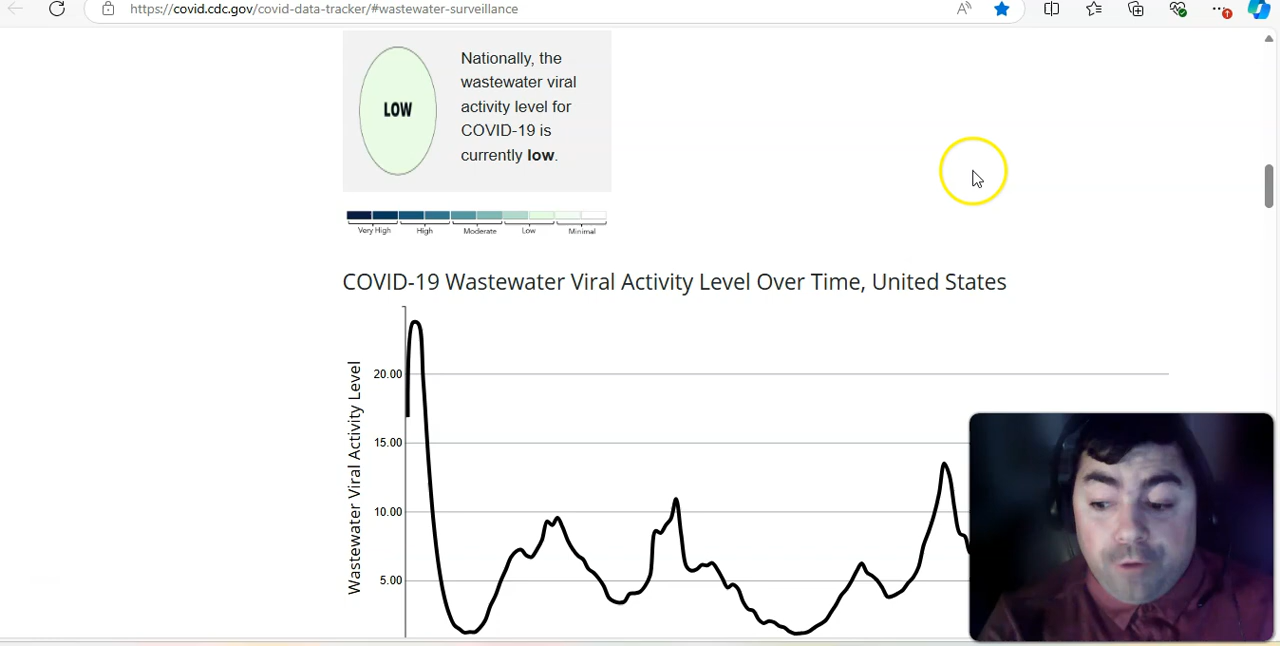 https://covid.cdc.gov/covid-data-tracker/#wastewater-surveillance
LOW
Nationally, the
wastewater viral
activity level for
COVID-19 is
currently low.
Very High High Moderate Low Minimal
COVID-19 Wastewater Viral Activity Level Over Time, United States
Wastewater Viral Activity Level
20.00
15.00
10.00
5.00